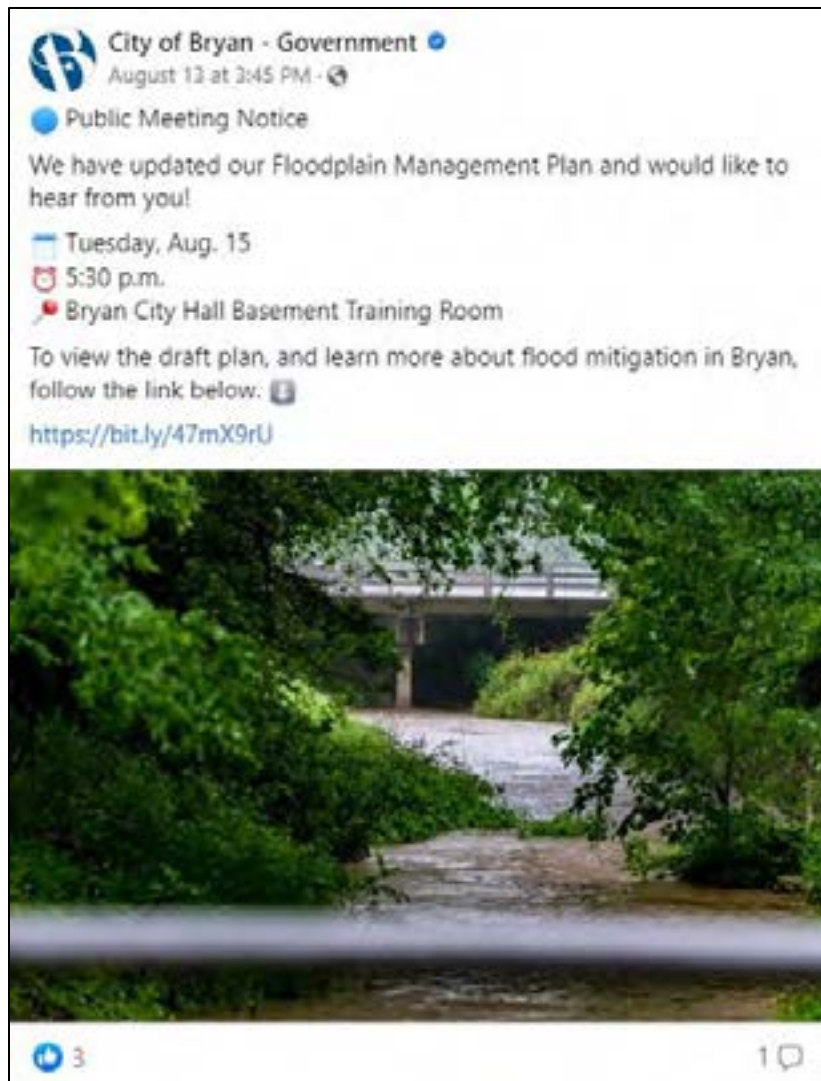 City of Bryan - Government
August 13 at 3:45 PM ·
Public Meeting Notice
We have updated our Floodplain Management Plan and would like to
hear from you!
Tuesday, Aug. 15
5:30 p.m.
Bryan City Hall Basement Training Room
To view the draft plan, and learn more about flood mitigation in Bryan,
follow the link below.
https://bit.ly/47mX9rU
3
1